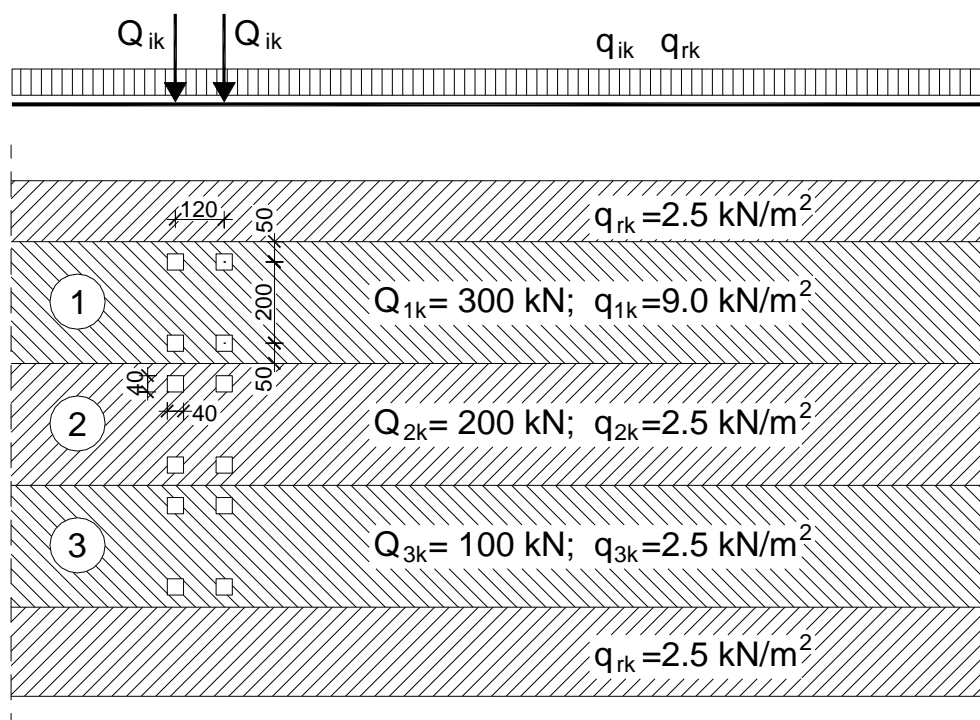 Q ik Q ik q ik q rk
120
50
q rk =2.5 kN/m²
1
200
Q 1k = 300 kN; q 1k =9.0 kN/m²
50
40
40
2
Q 2k = 200 kN; q 2k =2.5 kN/m²
3
Q 3k = 100 kN; q 3k =2.5 kN/m²
q rk =2.5 kN/m²